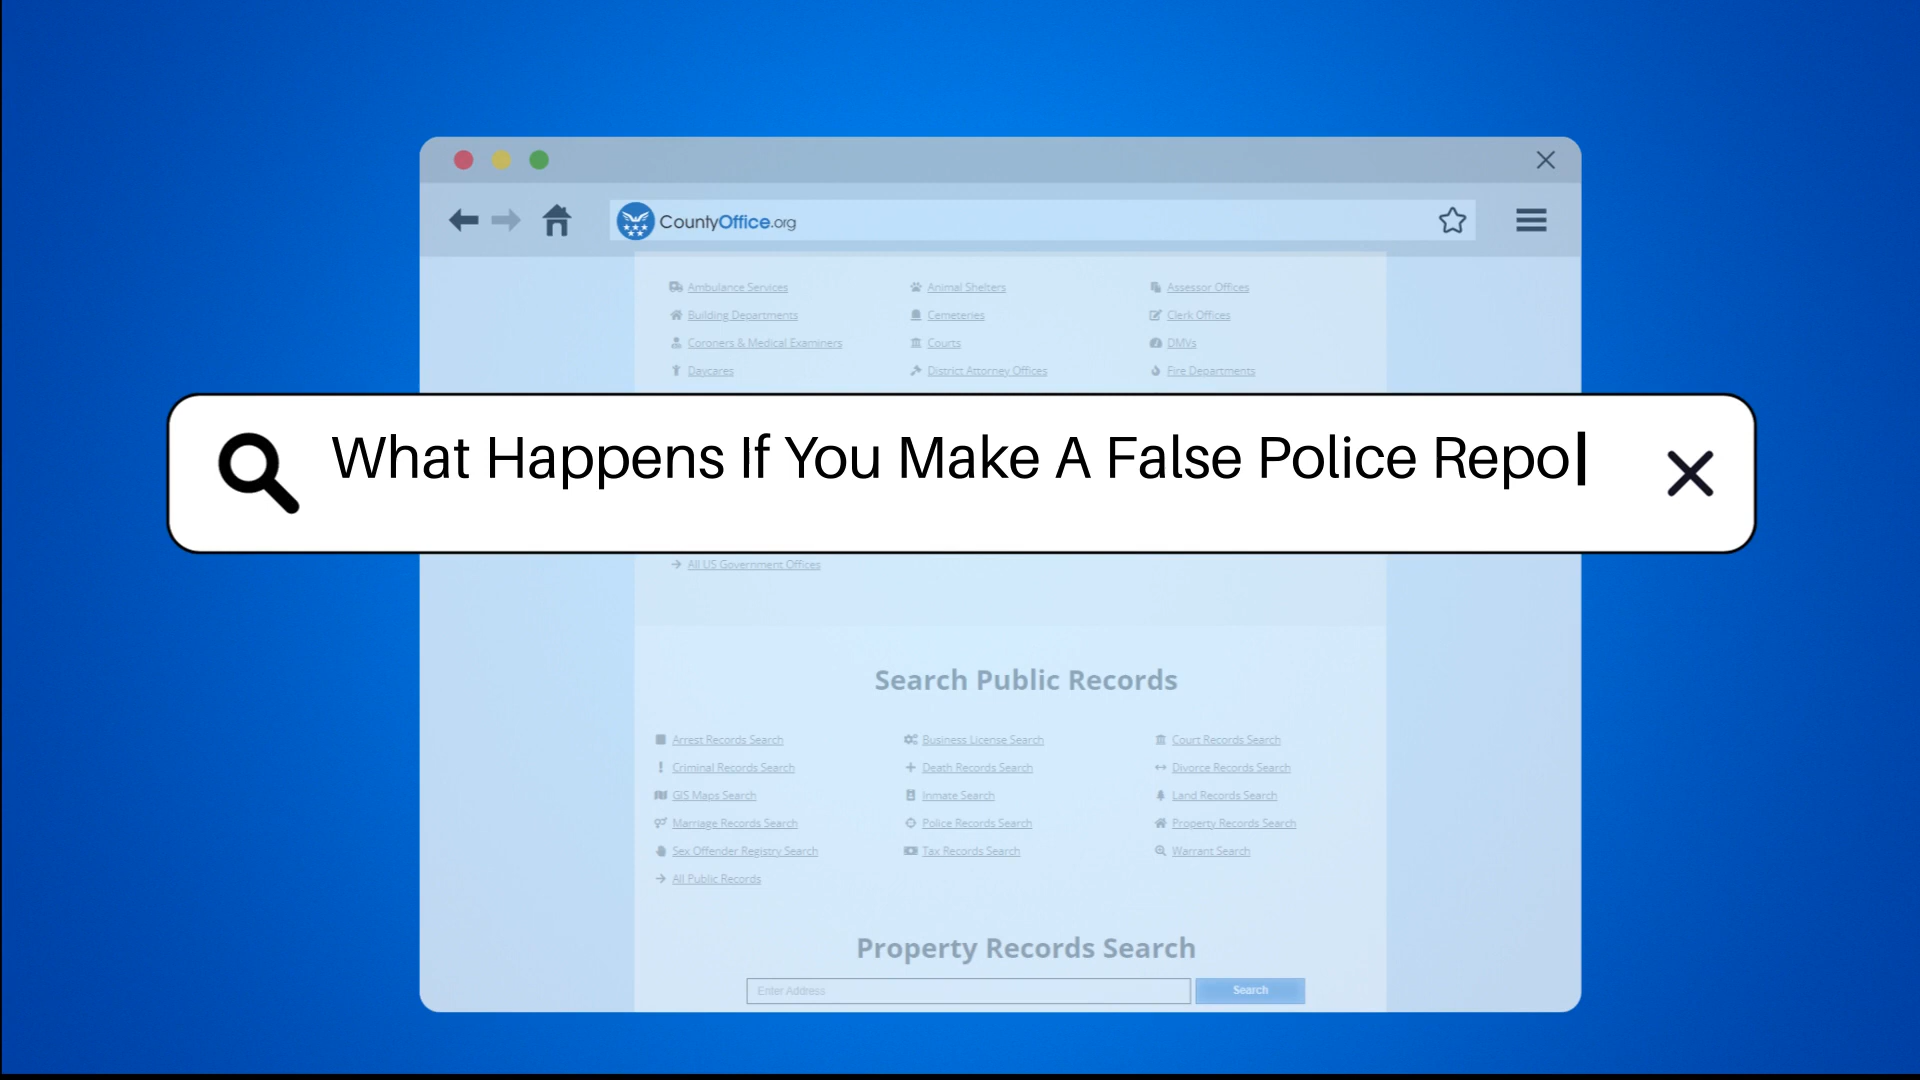 CountyOffice.org
Ambulance Services Animal Shelters Assessor Offices
Building Departments Cemeteries Clerk Offices
Coroners & Medical Examiners Courts DMVs
Daycares District Attorney Offices Fire Departments
What Happens If You Make A False Police Repo
All US Government Offices
Search Public Records
Arrest Records Search Business License Search Court Records Search
Criminal Records Search Death Records Search Divorce Records Search
GIS Maps Search Inmate Search Land Records Search
Marriage Records Search Police Records Search Property Records Search
Sex Offender Registry Search Tax Records Search Warrant Search
All Public Records
Property Records Search
Enter Address Search